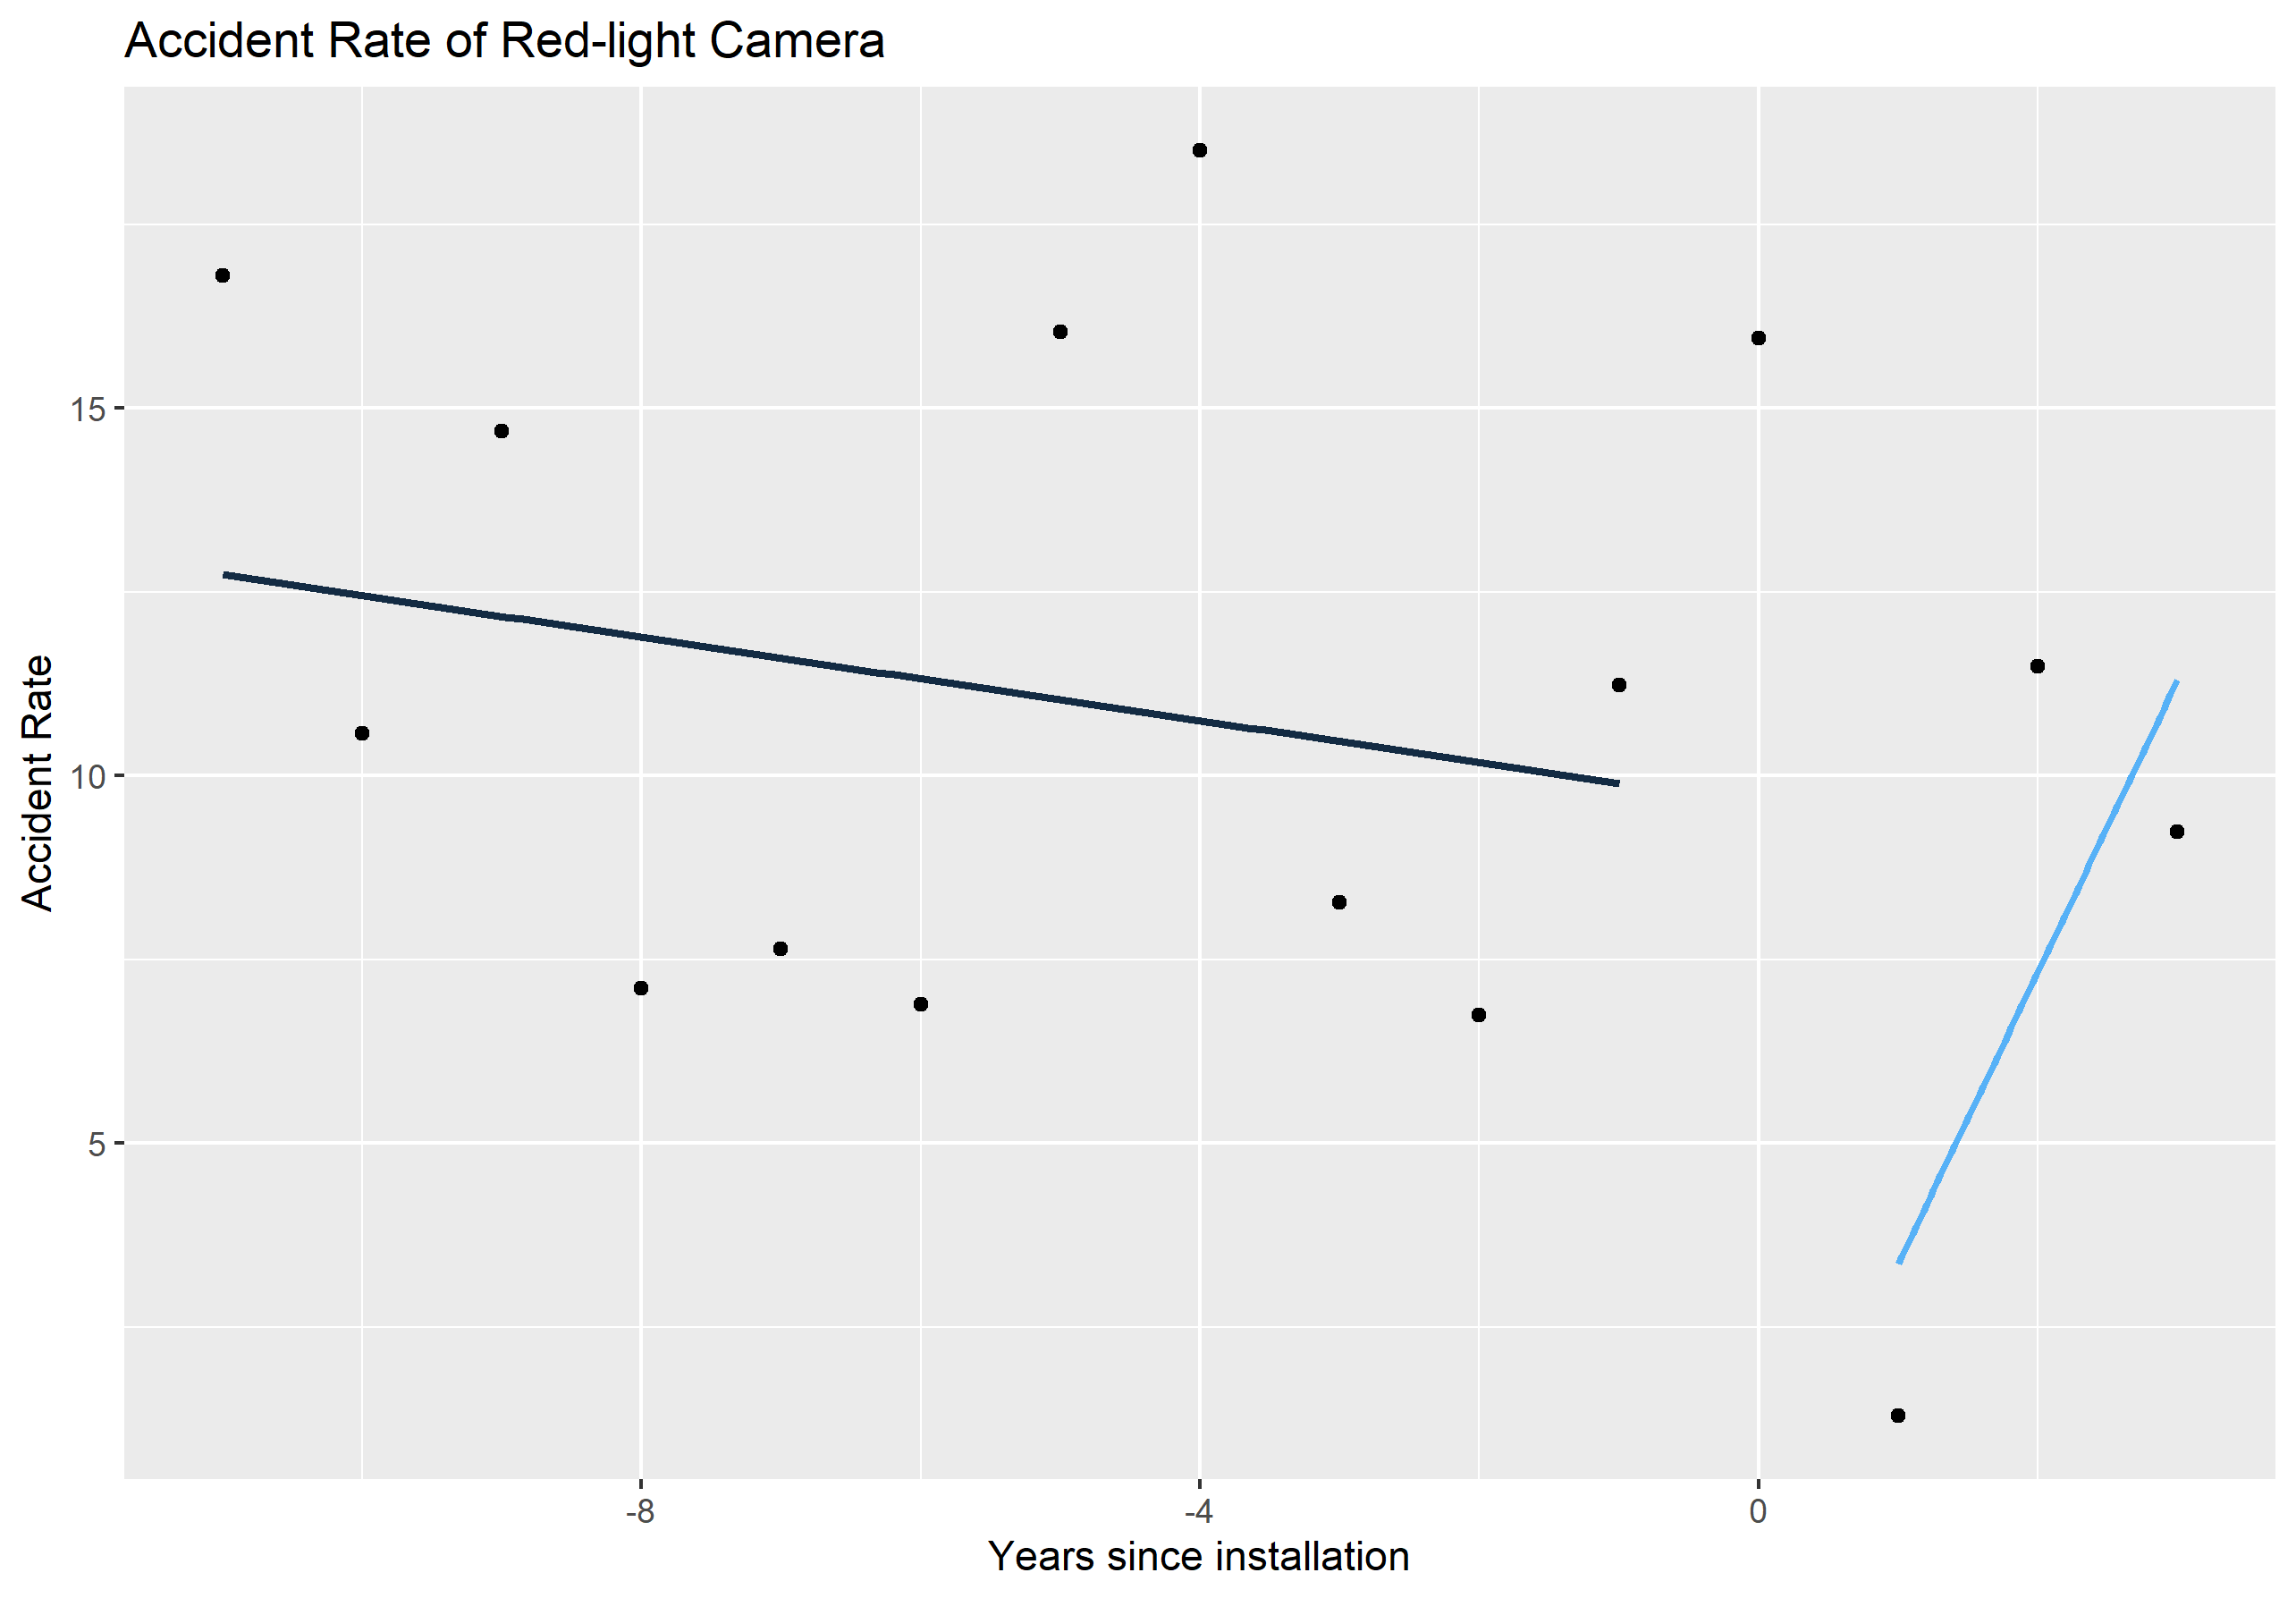 Accident Rate of Red-light Camera
Accident Rate
15
10
5
-8
-4
0
Years since installation